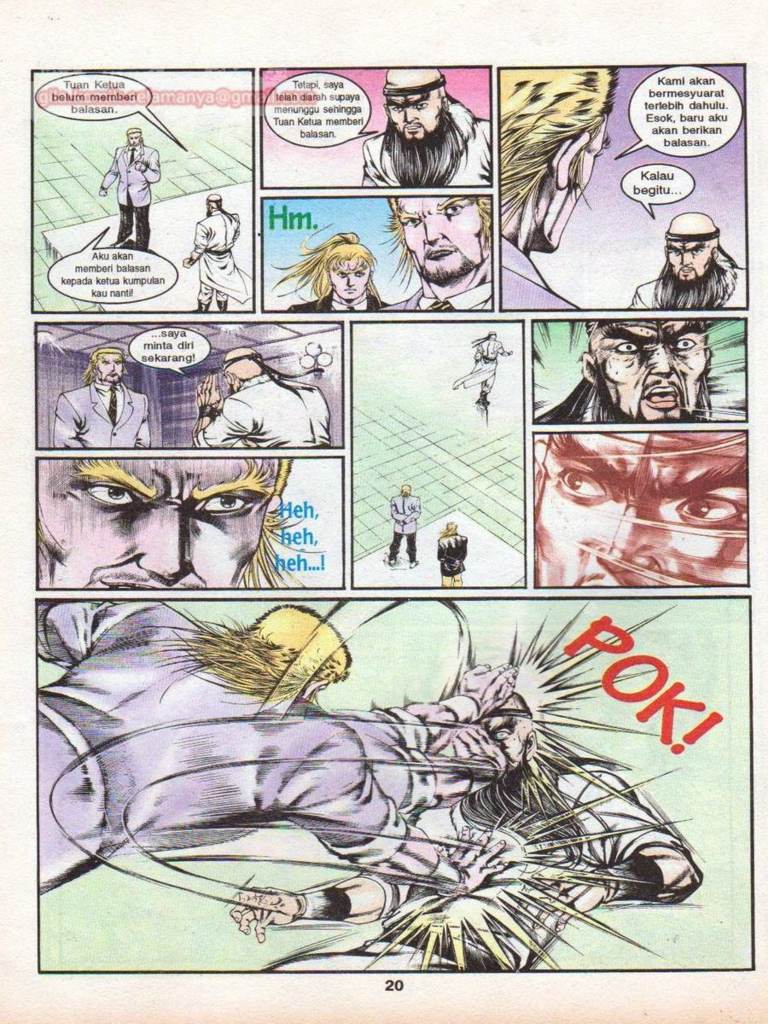 Tuan Ketua
belum memberi
balasan.
Aku akan
memberi balasan
kepada ketua kumpulan
kau nanti!
Tetapi, saya
telah diarah supaya
menunggu sehingga
Tuan Ketua memberi
balasan.
Hm.
Kami akan
bermesyuarat
terlebih dahulu.
Esok, baru aku
akan berikan
balasan.
Kalau
begitu...
...saya
minta diri
sekarang!
Heh,
heh,
heh...!
POK!
20